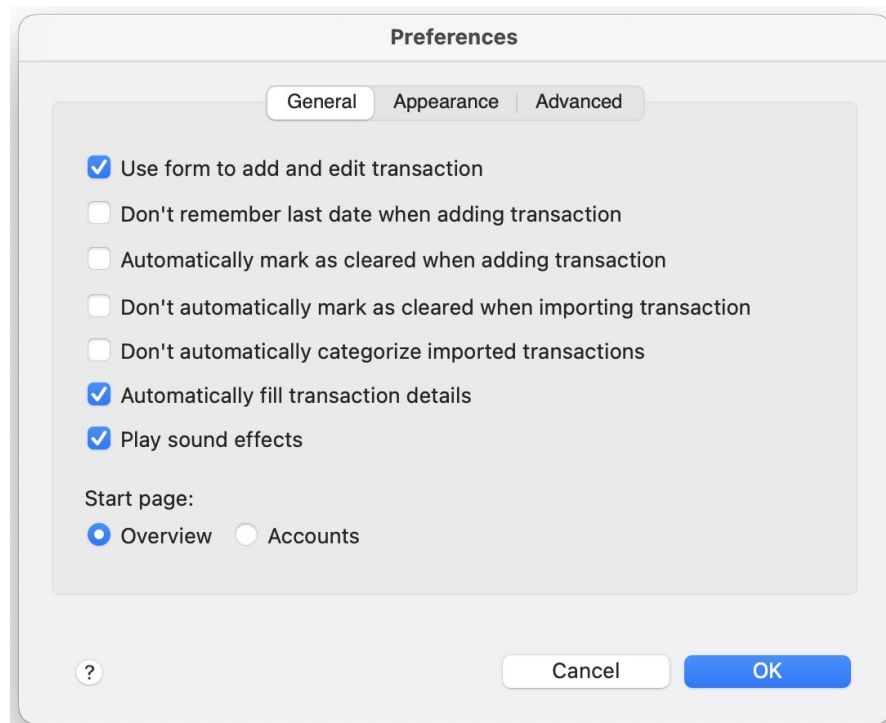 Preferences
General Appearance Advanced
Use form to add and edit transaction
Don't remember last date when adding transaction
Automatically mark as cleared when adding transaction
Don't automatically mark as cleared when importing transaction
Don't automatically categorize imported transactions
Automatically fill transaction details
Play sound effects
Start page:
Overview Accounts
? Cancel OK